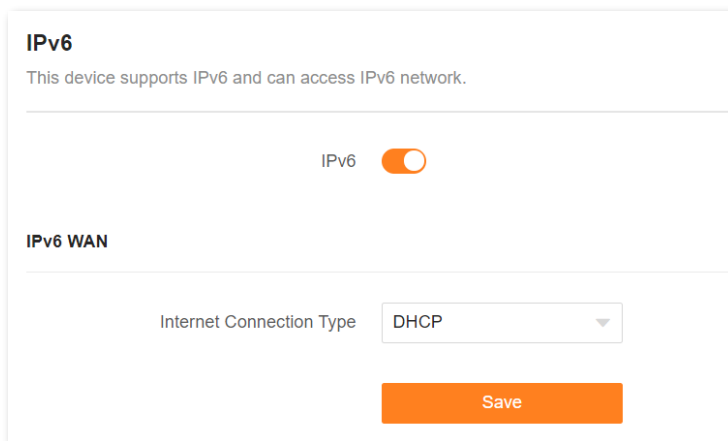 IPv6
This device supports IPv6 and can access IPv6 network.
IPv6
IPv6 WAN
Internet Connection Type DHCP
Save